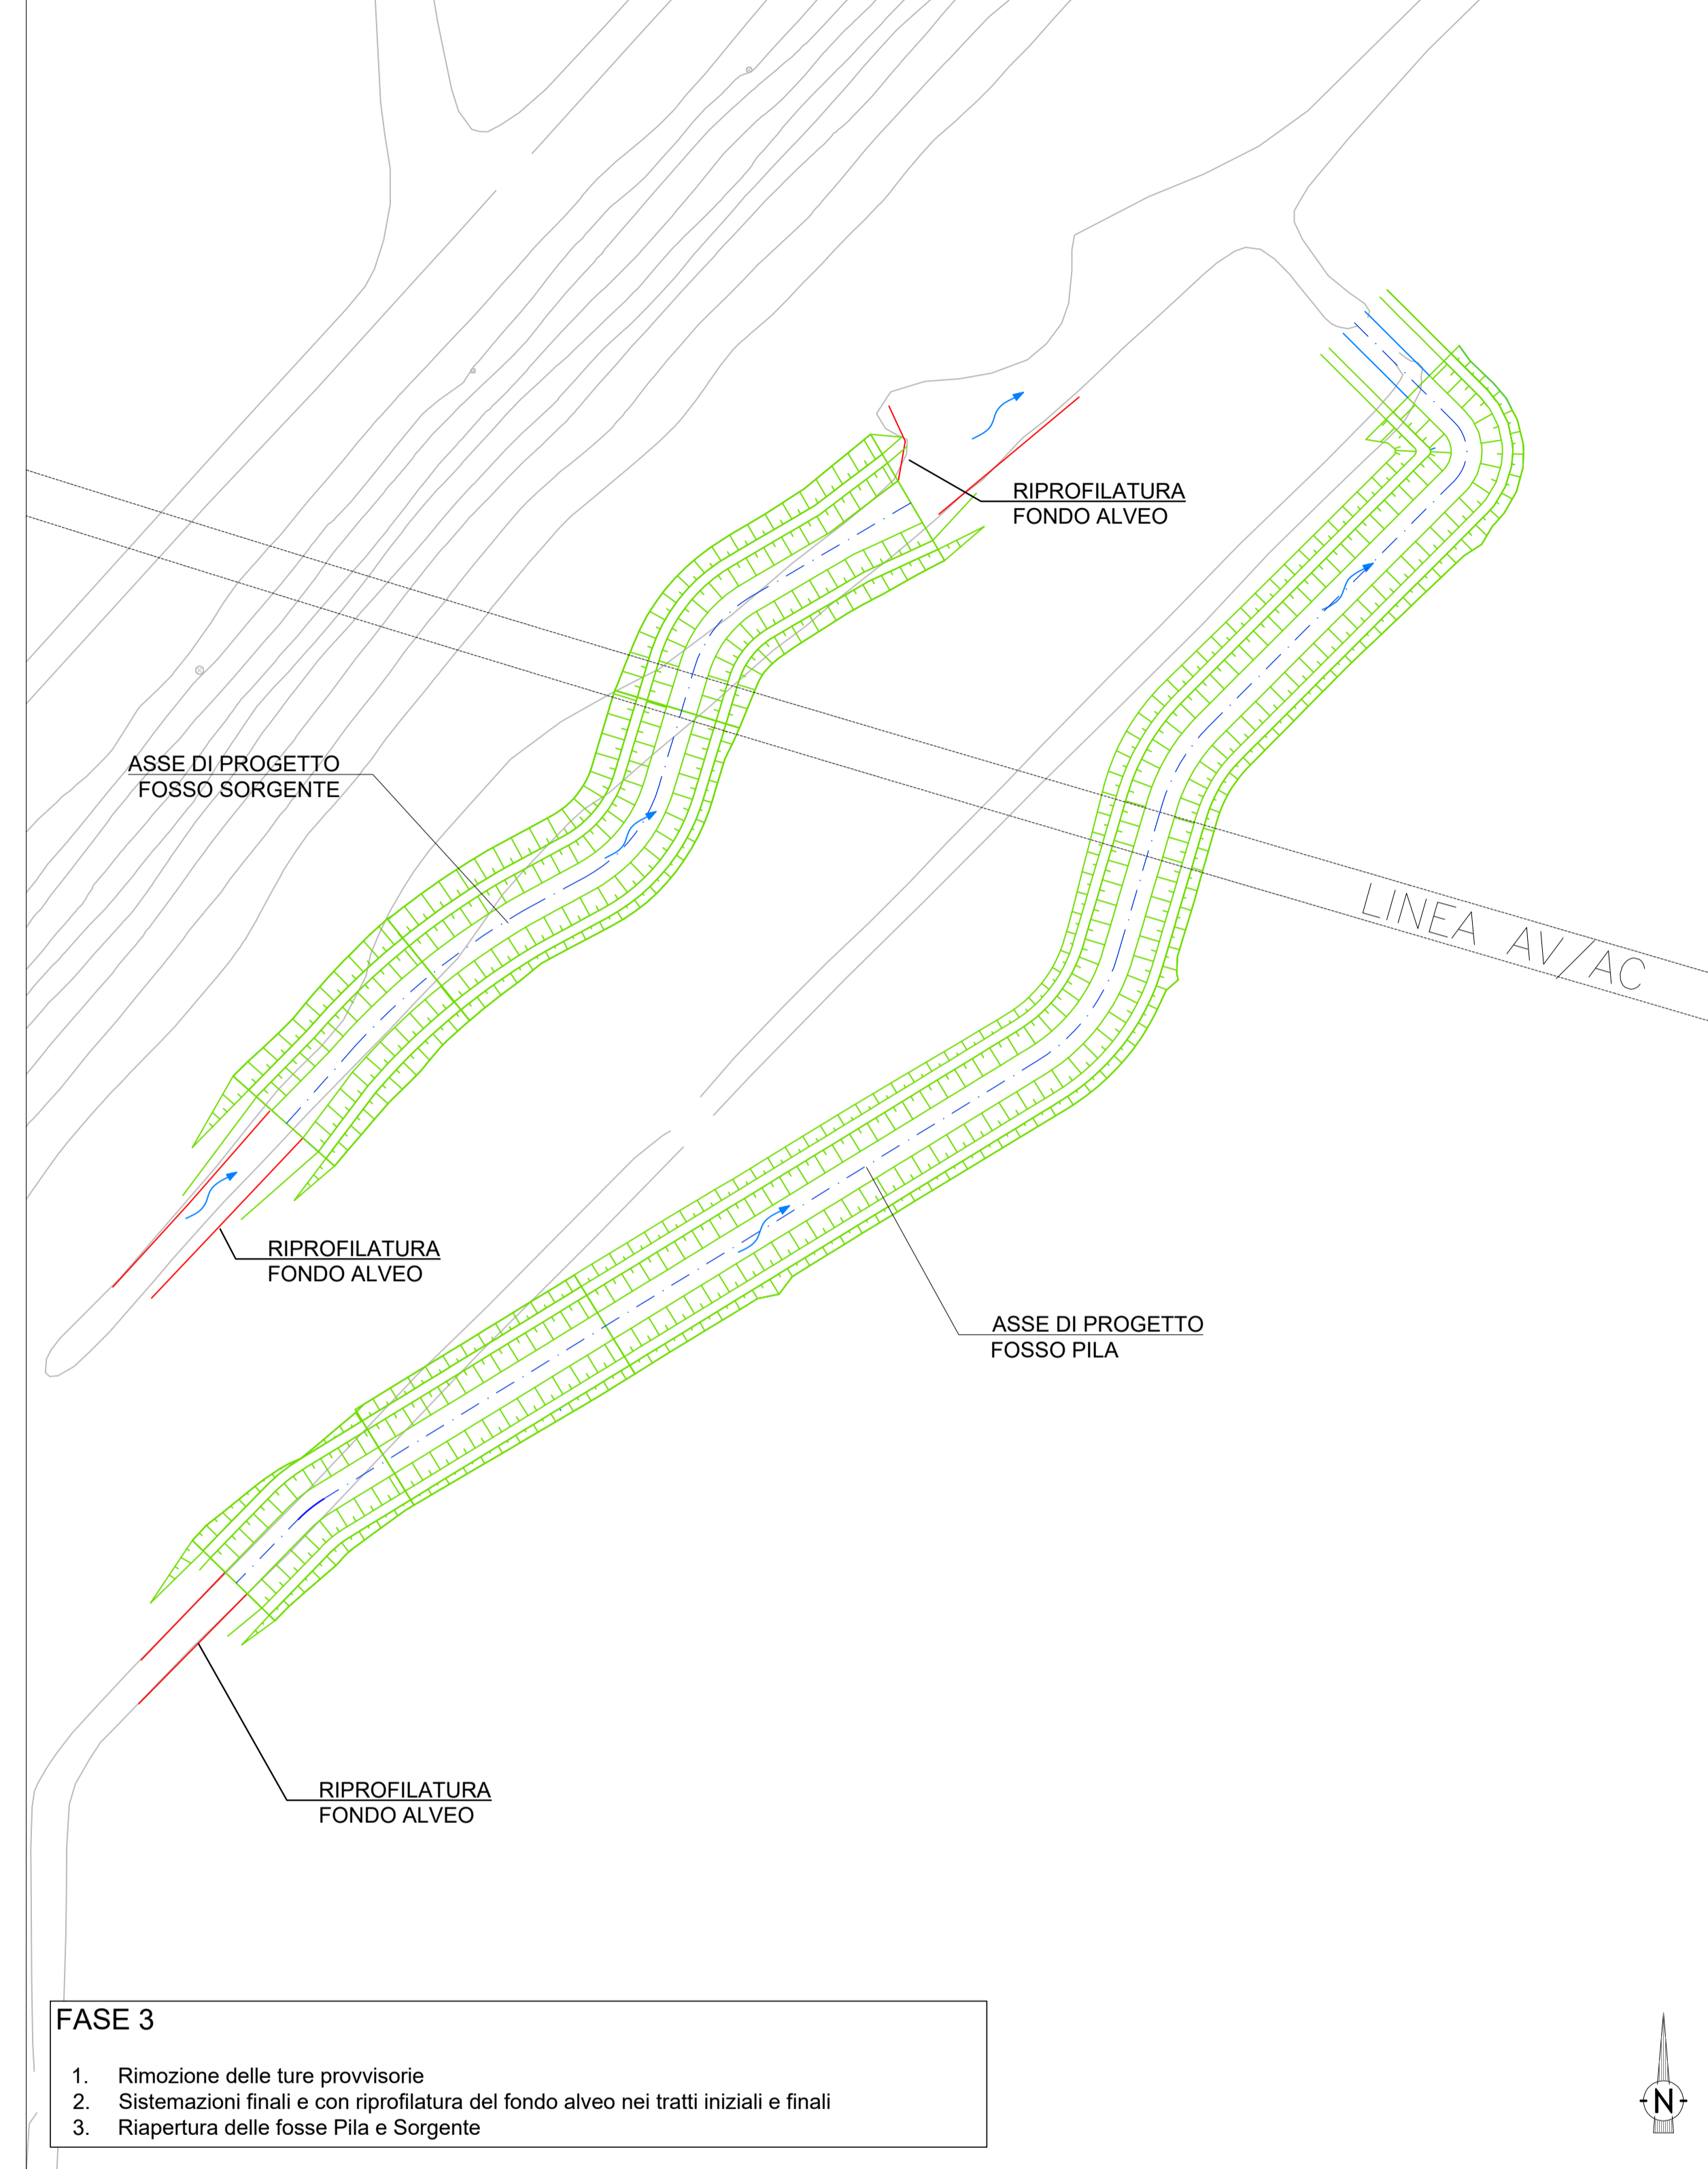 RIPROFILATURA
FONDO ALVEO
ASSE DI PROGETTO
FOSSO SORGENTE
LINEA AV/AC
RIPROFILATURA
FONDO ALVEO
ASSE DI PROGETTO
FOSSO PILA
RIPROFILATURA
FONDO ALVEO
FASE 3
1. Rimozione delle ture provvisorie
2. Sistemazioni finali e con riprofilatura del fondo alveo nei tratti iniziali e finali
3. Riapertura delle fosse Pila e Sorgente
N